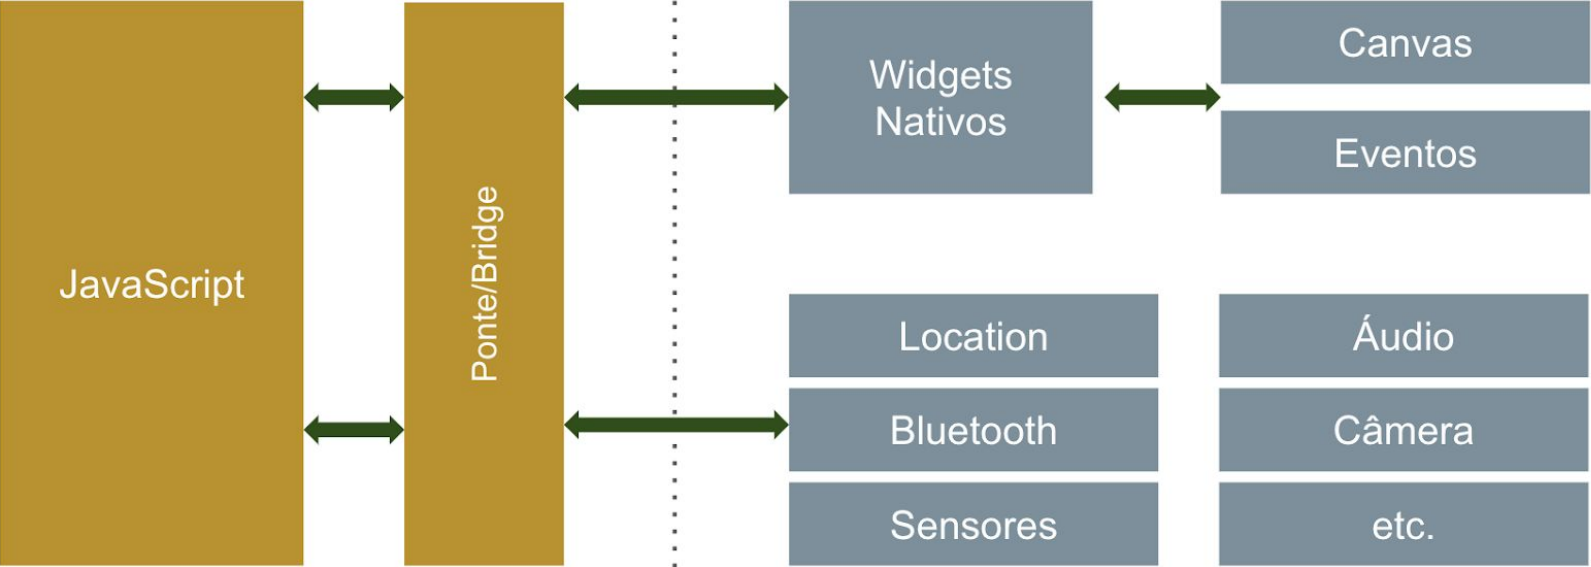 JavaScript
Ponte/Bridge
Widgets
Nativos
Canvas
Eventos
Location
Áudio
Bluetooth
Câmera
Sensores
etc.